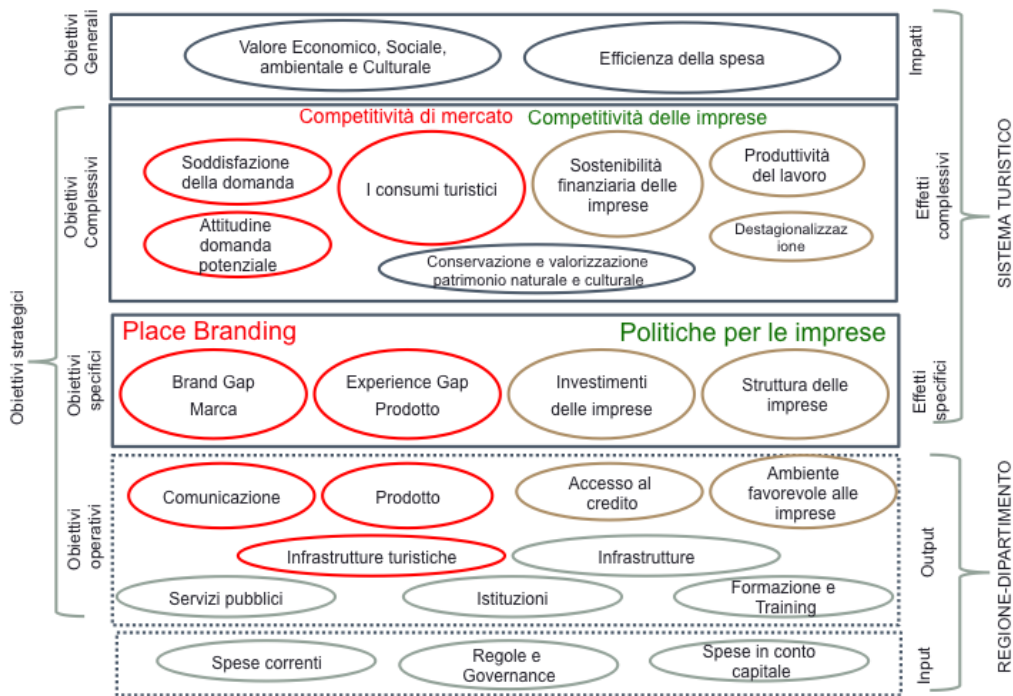 Obiettivi
Generali
Valore Economico, Sociale,
ambientale e Culturale
Efficienza della spesa
Impatti
Competitività di mercato
Competitività delle imprese
Obiettivi
Complessivi
Soddisfazione
della domanda
I consumi turistici
Sostenibilità
finanziaria delle
imprese
Produttività
del lavoro
Attitudine
domanda
potenziale
Destagionalizzaz
ione
Conservazione e valorizzazione
patrimonio naturale e culturale
Effetti
complessivi
SISTEMA TURISTICO
Obiettivi strategici
Place Branding
Politiche per le imprese
Obiettivi
specifici
Brand Gap
Marca
Experience Gap
Prodotto
Investimenti
delle imprese
Struttura delle
imprese
Effetti
specifici
Obiettivi
operativi
Comunicazione
Prodotto
Accesso al
credito
Ambiente
favorevole alle
imprese
Infrastrutture turistiche
Infrastrutture
Servizi pubblici
Istituzioni
Formazione e
Training
Output
REGIONE-DIPARTIMENTO
Spese correnti
Regole e
Governance
Spese in conto
capitale
Input